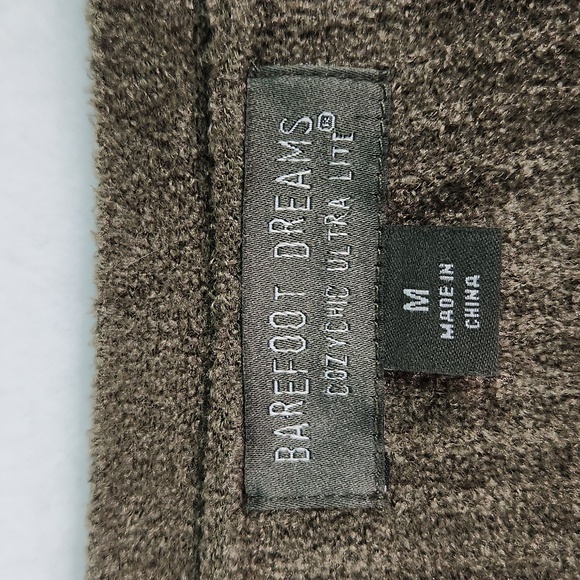 BAREFOOT DREAMS
COZYCHIC ULTRA LITE®
M
MADE IN
CHINA